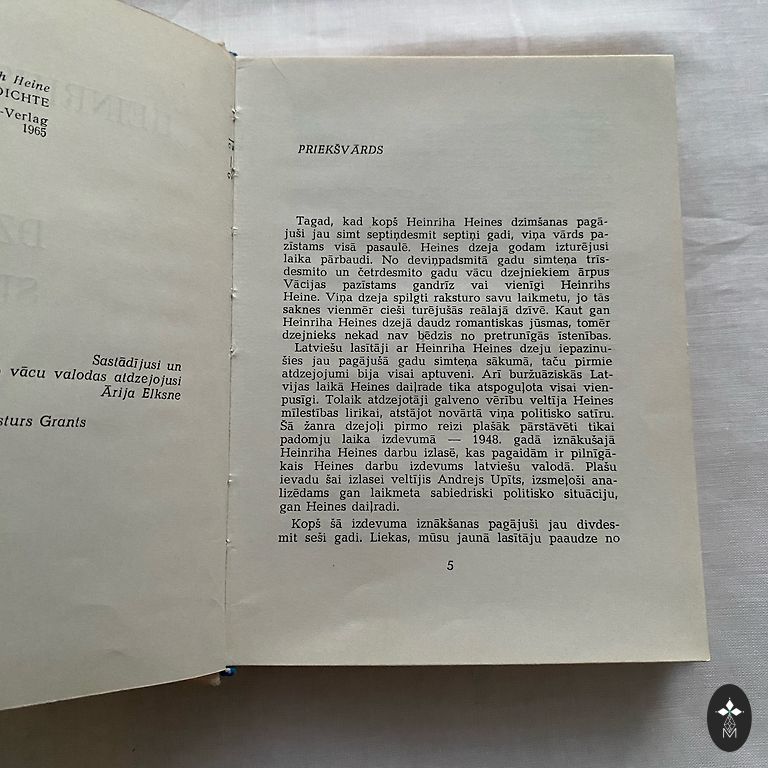 h Heine
DICHTE
-Verlag
1965
Sastādījusi un
vācu valodas atdzejojusi
Ārija Elksne
sturs Grants
PRIEKŠVĀRDS
Tagad, kad kopš Heinriha Heines dzimšanas pagā-
juši jau simt septiņdesmit septiņi gadi, viņa vārds pa-
zīstams visā pasaulē. Heines dzeja godam izturējusi
laika pārbaudi. No deviņpadsmitā gadu simteņa trīs-
desmito un četrdesmito gadu vācu dzejniekiem ārpus
Vācijas pazīstams gandrīz vai vienīgi Heinrihs
Heine. Viņa dzeja spilgti raksturo savu laikmetu, jo tās
saknes vienmēr cieši turējušās reālajā dzīvē. Kaut gan
Heinriha Heines dzejā daudz romantiskas jūsmas, tomēr
dzejnieks nekad nav bēdzis no pretrunīgās īstenības.
Latviešu lasītāji ar Heinriha Heines dzeju iepazinu-
šies jau pagājušā gadu simteņa sākumā, taču pirmie
atdzejojumi bija visai aptuveni. Arī buržuāziskās Lat-
vijas laikā Heines daiļrade tika atspoguļota visai vien-
pusīgi. Tolaik atdzejotāji galveno vērību veltīja Heines
mīlestības lirikai, atstājot novārtā viņa politisko satīru.
Šā žanra dzejoļi pirmo reizi plašāk pārstāvēti tikai
padomju laika izdevumā — 1948. gadā iznākušajā
Heinriha Heines darbu izlasē, kas pagaidām ir pilnīgā-
kais Heines darbu izdevums latviešu valodā. Plašu
ievadu šai izlasei veltījis Andrejs Upīts, izsmeļoši ana-
lizēdams gan laikmeta sabiedriski politisko situāciju,
gan Heines daiļradi.
Kopš šā izdevuma iznākšanas pagājuši jau divdes-
mit seši gadi. Liekas, mūsu jaunā lasītāju paaudze no
5
M